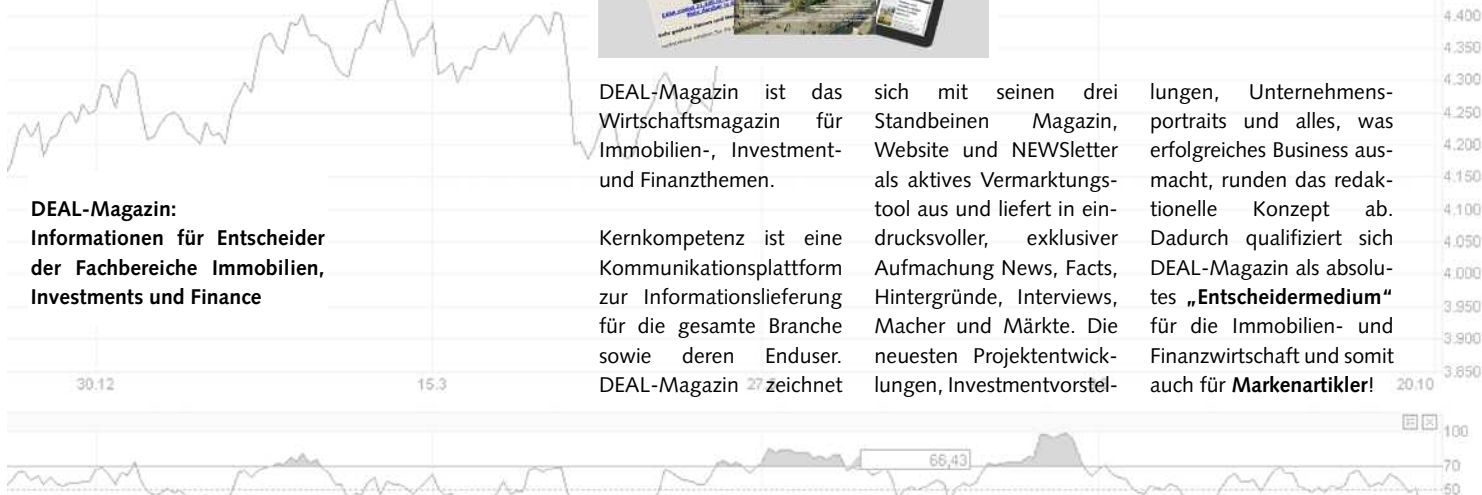 DEAL-Magazin:
Informationen für Entscheider
der Fachbereiche Immobilien,
Investments und Finance
DEAL-Magazin ist das
Wirtschaftsmagazin für
Immobilien-, Investment-
und Finanzthemen.
Kernkompetenz ist eine
Kommunikationsplattform
zur Informationslieferung
für die gesamte Branche
sowie deren Enduser.
DEAL-Magazin zeichnet
sich mit seinen drei
Standbeinen Magazin,
Website und NEWSletter
als aktives Vermarktungs-
tool aus und liefert in ein-
drucksvoller, exklusiver
Aufmachung News, Facts,
Hintergründe, Interviews,
Macher und Märkte. Die
neuesten Projektentwick-
lungen, Investmentvorstel-
lungen, Unternehmens-
portraits und alles, was
erfolgreiches Business aus-
macht, runden das redak-
tionelle Konzept ab.
Dadurch qualifiziert sich
DEAL-Magazin als absolu-
tes „Entscheidermedium“
für die Immobilien- und
Finanzwirtschaft und somit
auch für Markenartikler!
4.400
4.350
4.300
4.250
4.200
4.150
4.100
4.050
4.000
3.950
3.900
3.850
30.12
15.3
20.10
100
66,43
70
50